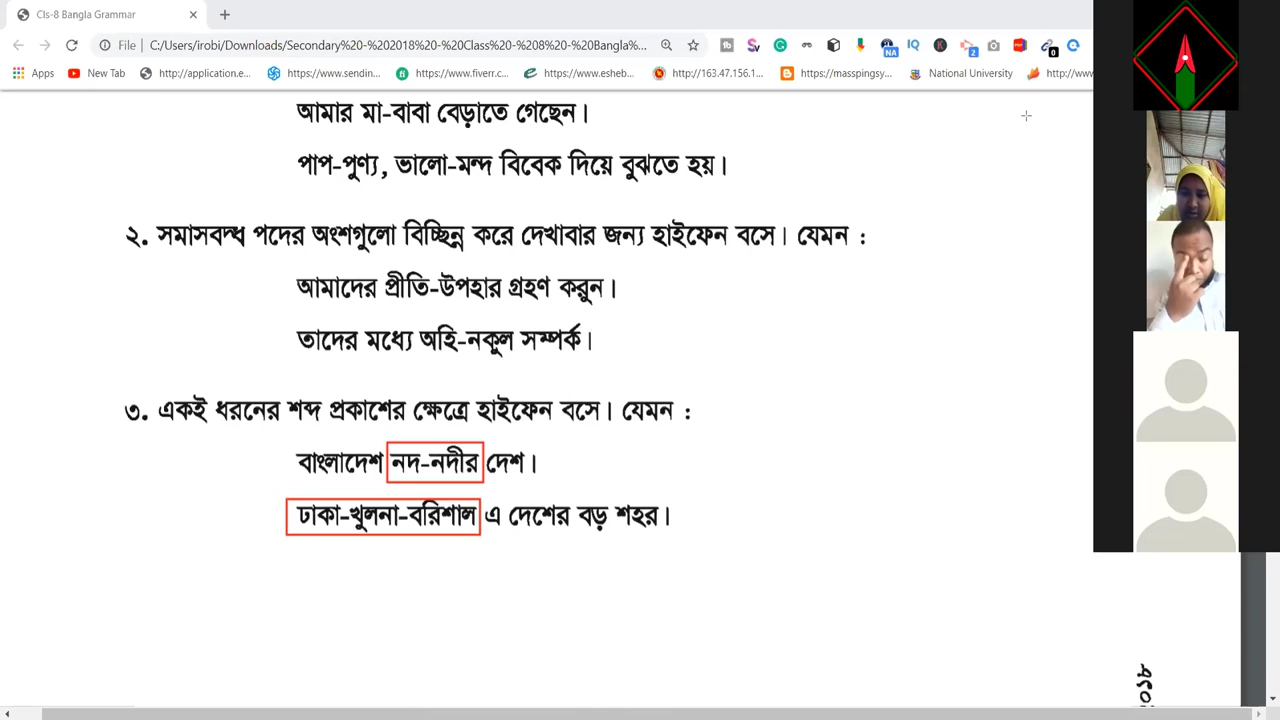 Cls-8 Bangla Grammar
File | C:/Users/irobi/Downloads/Secondary%20-%202018%20-%20Class%20-%208%20-%20Bangla%...
Apps New Tab http://application.e... https://www.sendin... https://www.fiverr.c... https://www.esheb... http://163.47.156.1... https://masspingsy... National University http://www
আমার মা-বাবা বেড়াতে গেছেন।
পাপ-পুণ্য, ভালো-মন্দ বিবেক দিয়ে বুঝতে হয়।
২. সমাসবদ্ধ পদের অংশগুলো বিচ্ছিন্ন করে দেখাবার জন্য হাইফেন বসে। যেমন :
আমাদের প্রীতি-উপহার গ্রহণ করুন।
তাদের মধ্যে অহি-নকুল সম্পর্ক।
৩. একই ধরনের শব্দ প্রকাশের ক্ষেত্রে হাইফেন বসে। যেমন :
বাংলাদেশ নদ-নদীর দেশ।
ঢাকা-খুলনা-বরিশাল এ দেশের বড় শহর।
২০১৮